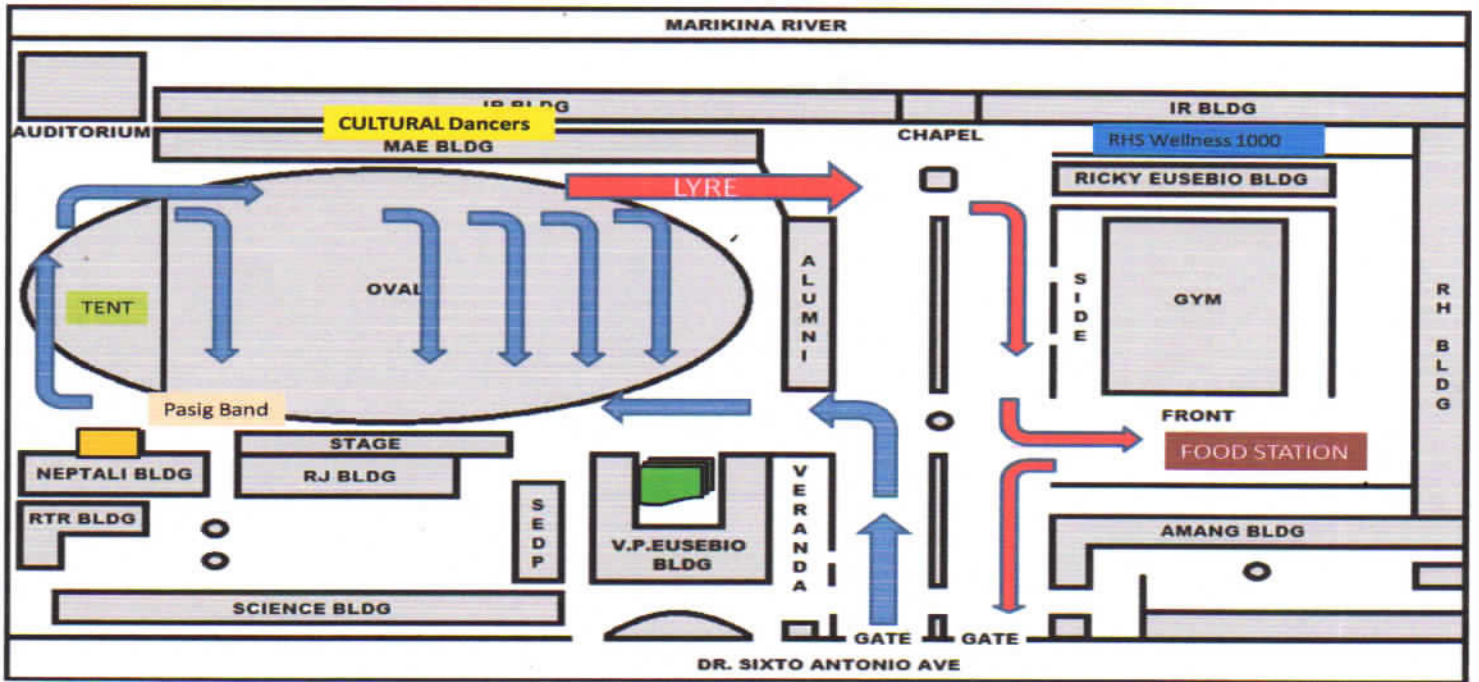 MARIKINA RIVER
IR BLDG
IR BLDG
AUDITORIUM
CULTURAL Dancers
CHAPEL
RHS Wellness 1000
MAE BLDG
LYRE
RICKY EUSEBIO BLDG
OVAL
TENT
ALUMNI
SIDE
GYM
RH BLDG
Pasig Band
FRONT
STAGE
FOOD STATION
NEPTALI BLDG
RJ BLDG
RTR BLDG
SEDP
V.P.EUSEBIO
BLDG
VERANDA
AMANG BLDG
SCIENCE BLDG
GATE
GATE
DR. SIXTO ANTONIO AVE